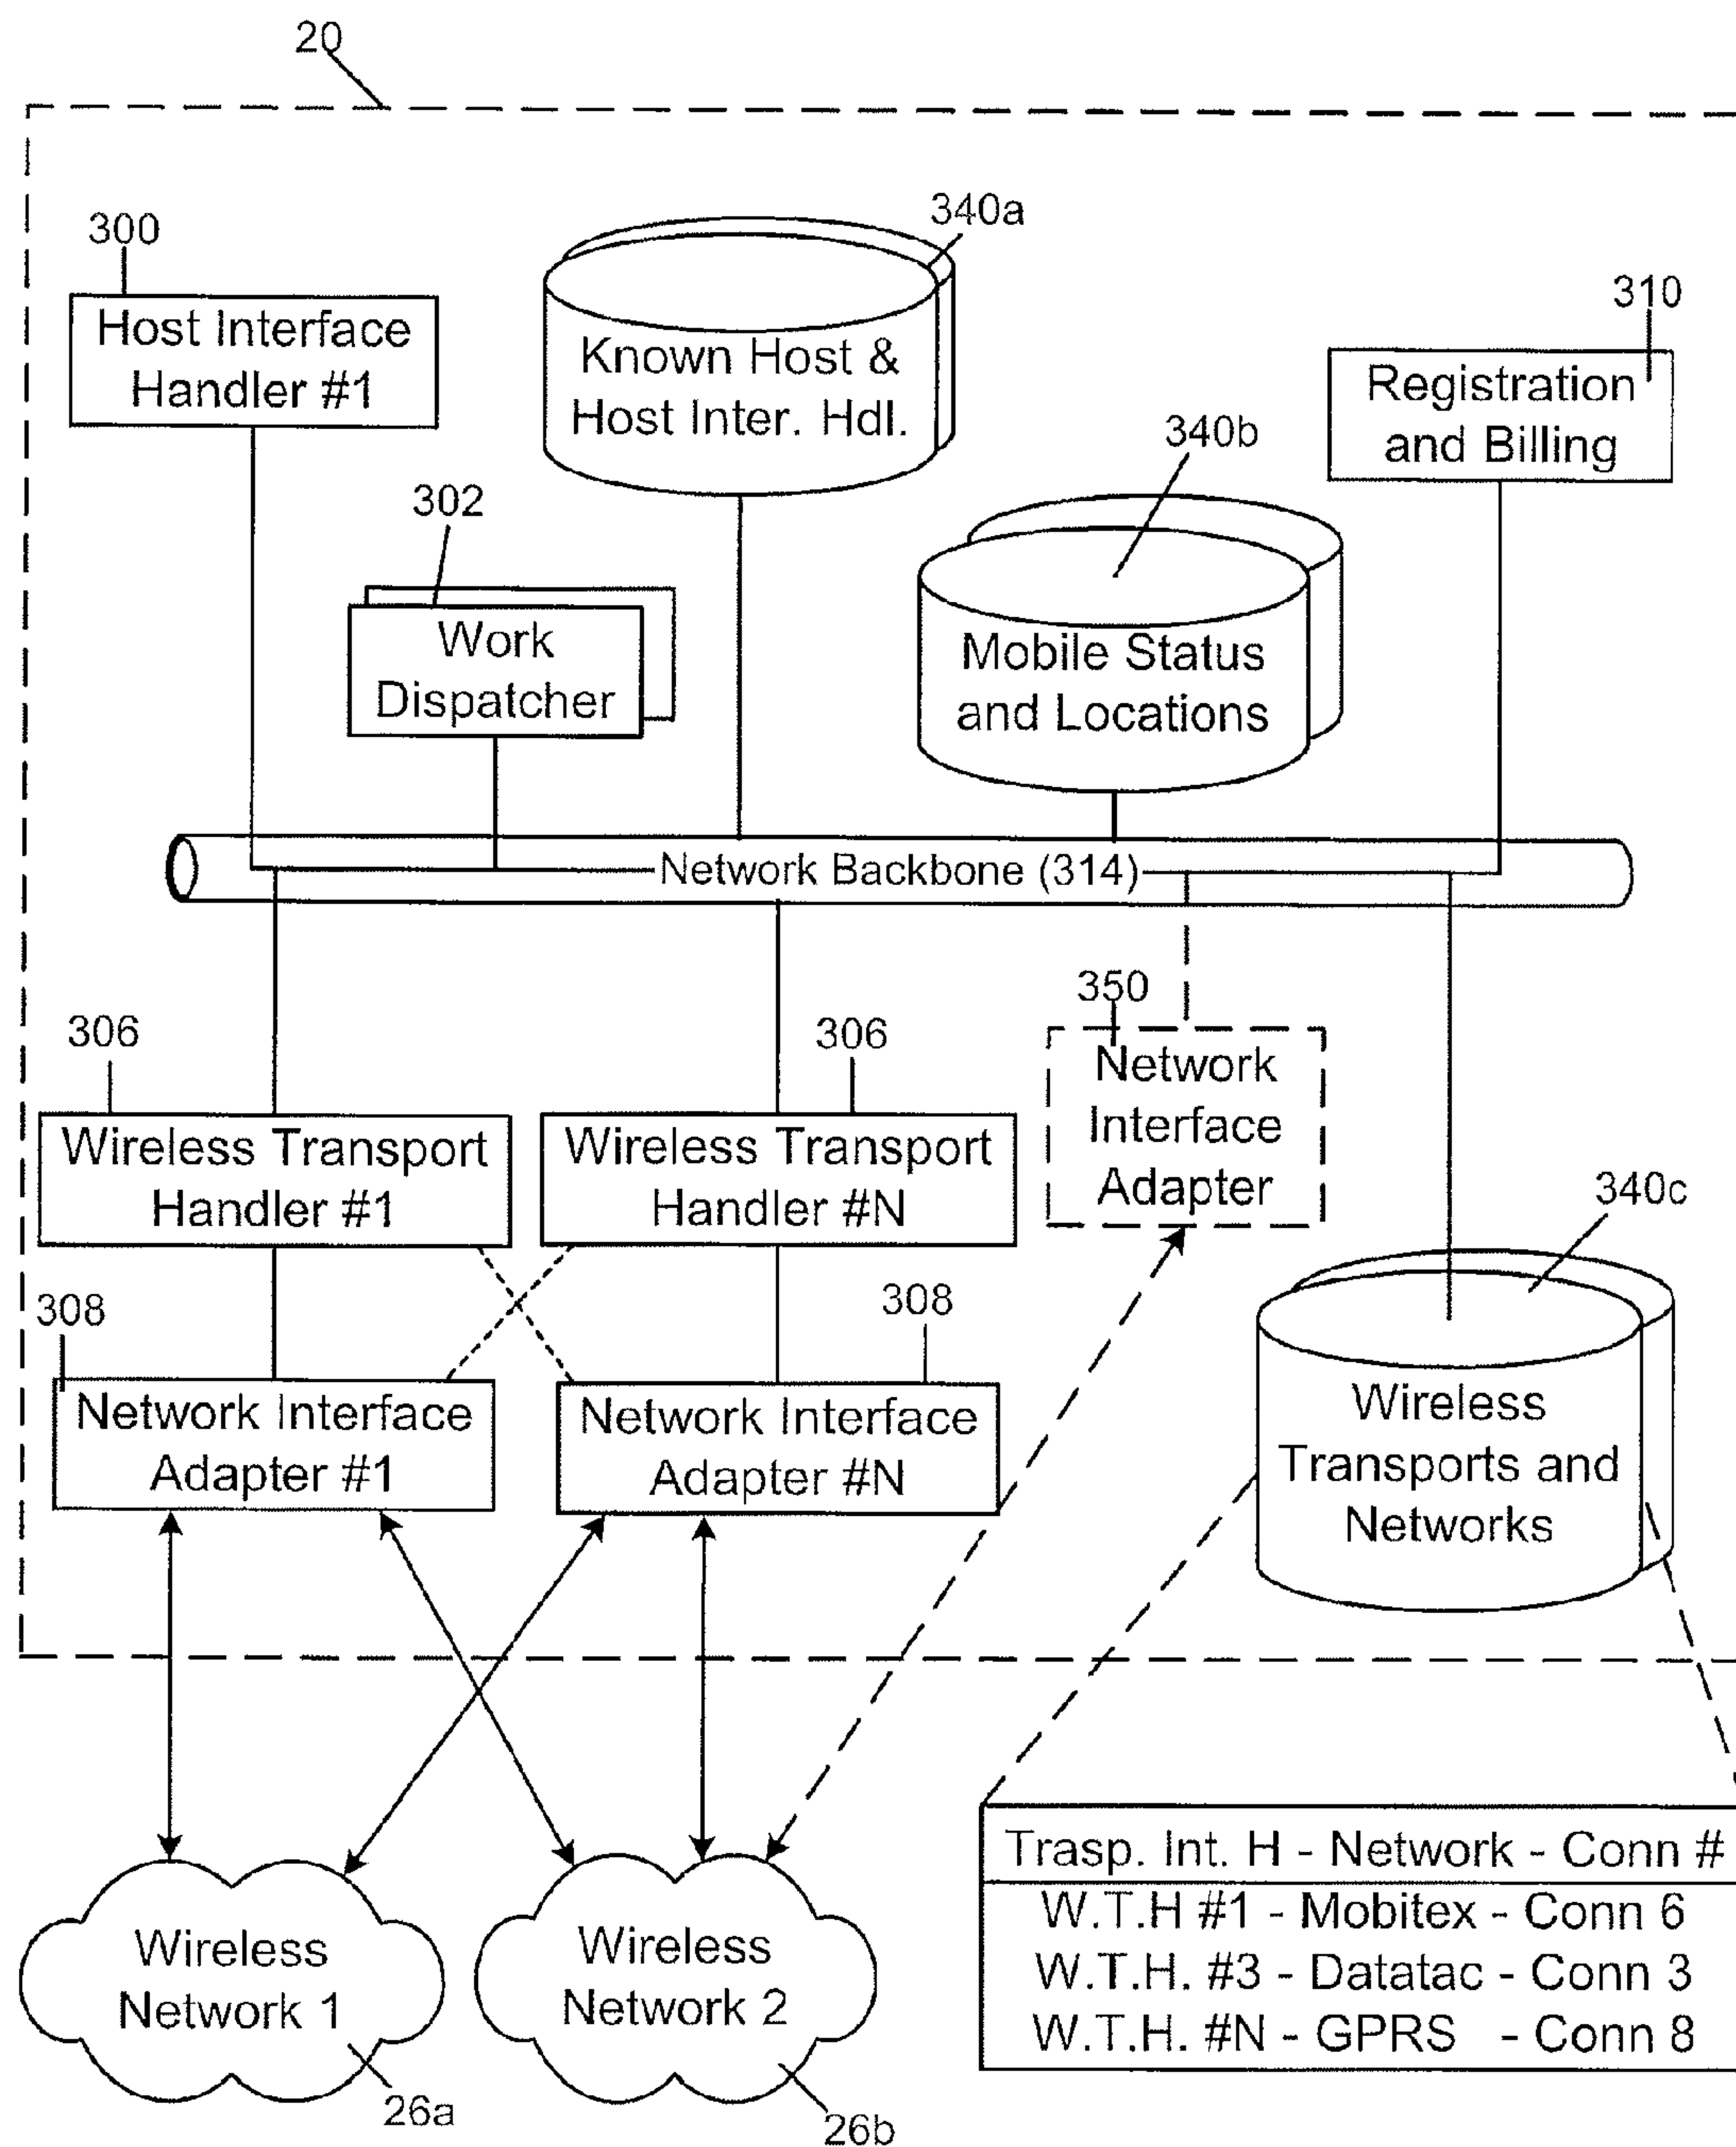 20
340a
300
310
Host Interface
Handler #1
Known Host &
Host Inter. Hdl.
Registration
and Billing
340b
302
Work
Dispatcher
Mobile Status
and Locations
Network Backbone (314)
350
306
306
Network
Interface
Adapter
Wireless Transport
Handler #1
Wireless Transport
Handler #N
340c
308
308
Network Interface
Adapter #1
Network Interface
Adapter #N
Wireless
Transports and
Networks
Trasp. Int. H - Network - Conn #
W.T.H #1 - Mobitex - Conn 6
W.T.H. #3 - Datatac - Conn 3
W.T.H. #N - GPRS - Conn 8
Wireless
Network 1
Wireless
Network 2
26a
26b